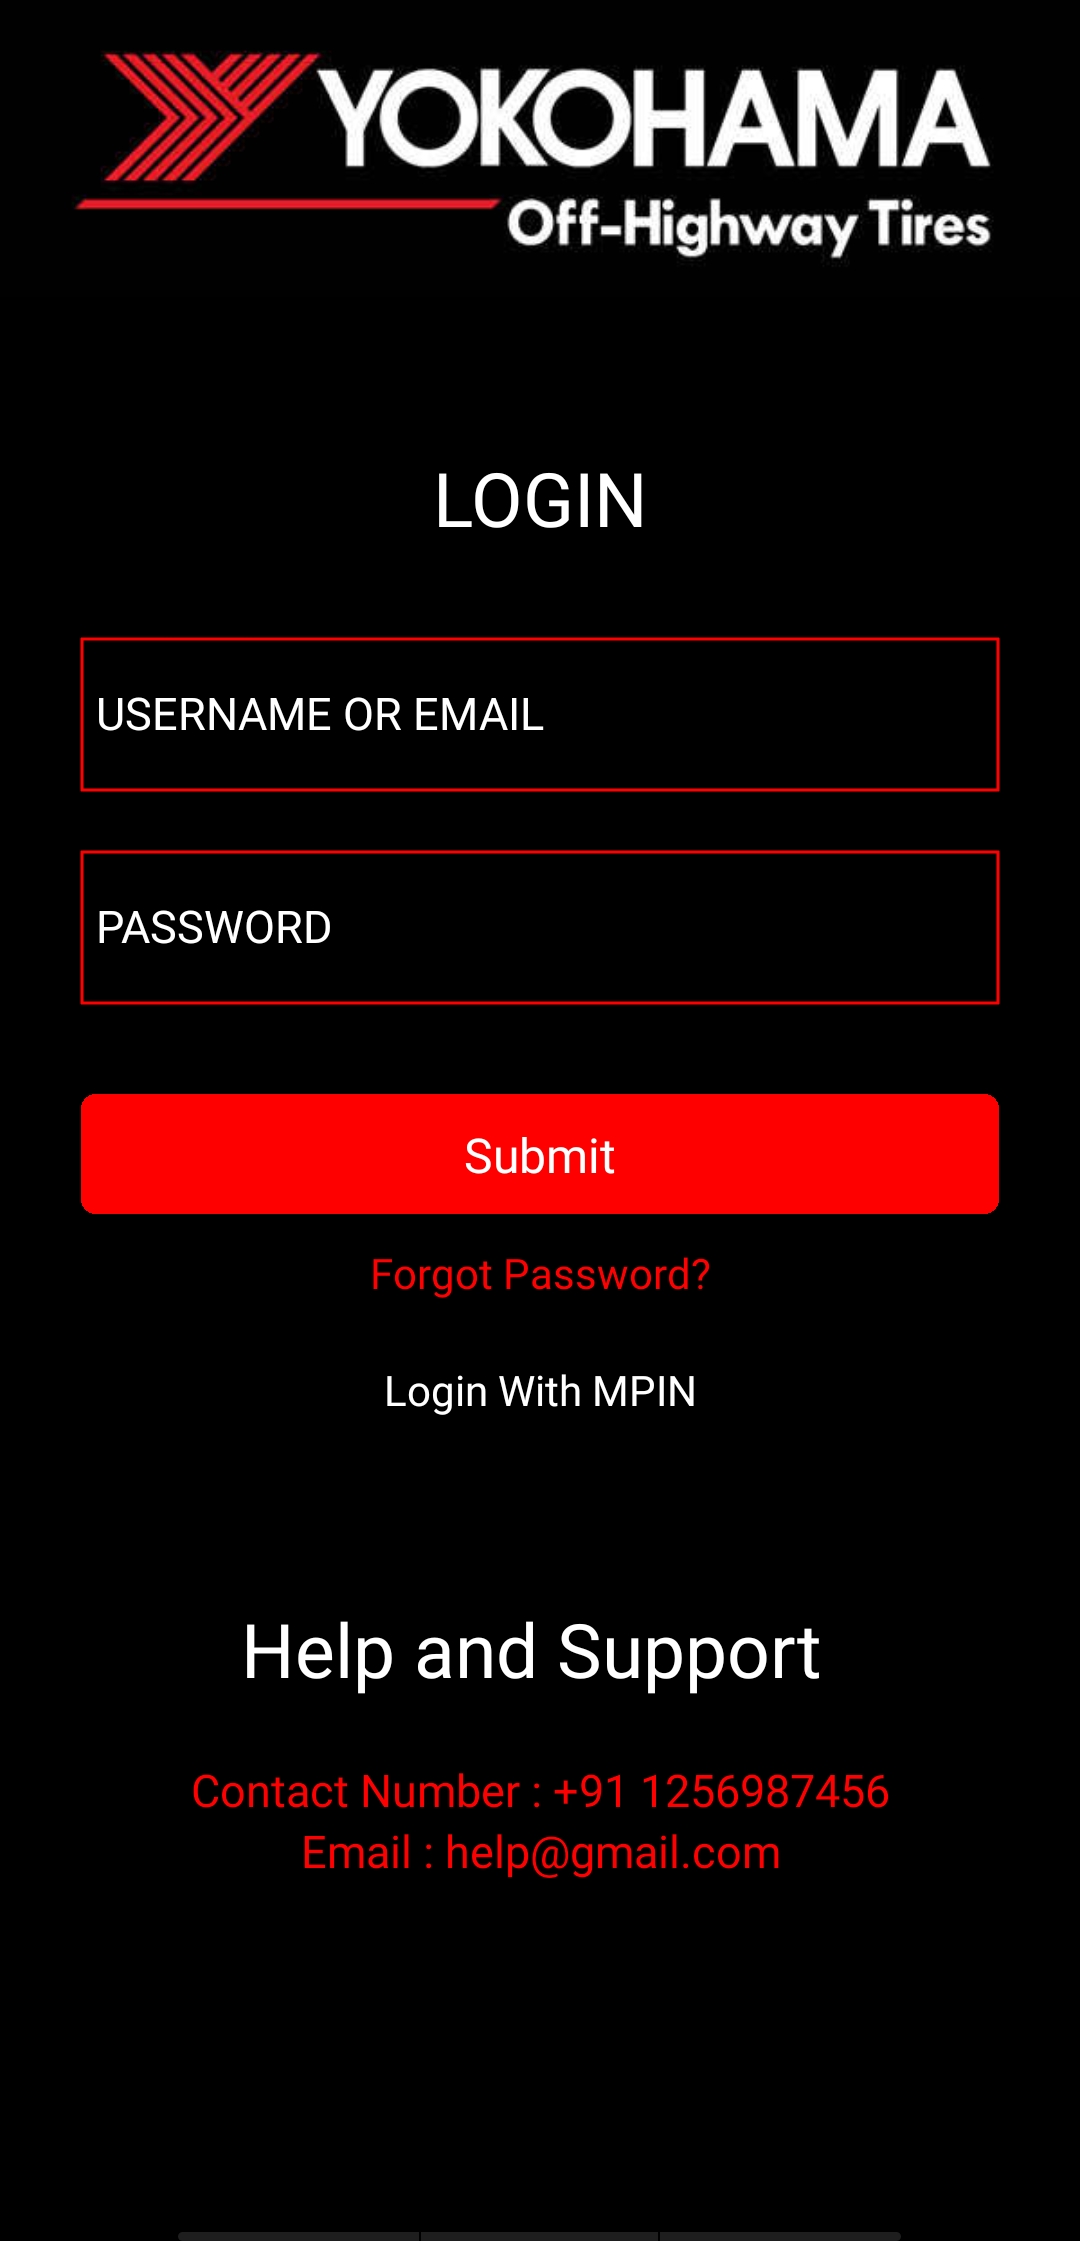 YOKOHAMA
Off-Highway Tires
LOGIN
USERNAME OR EMAIL
PASSWORD
Submit
Forgot Password?
Login With MPIN
Help and Support
Contact Number : +91 1256987456
Email : help@gmail.com